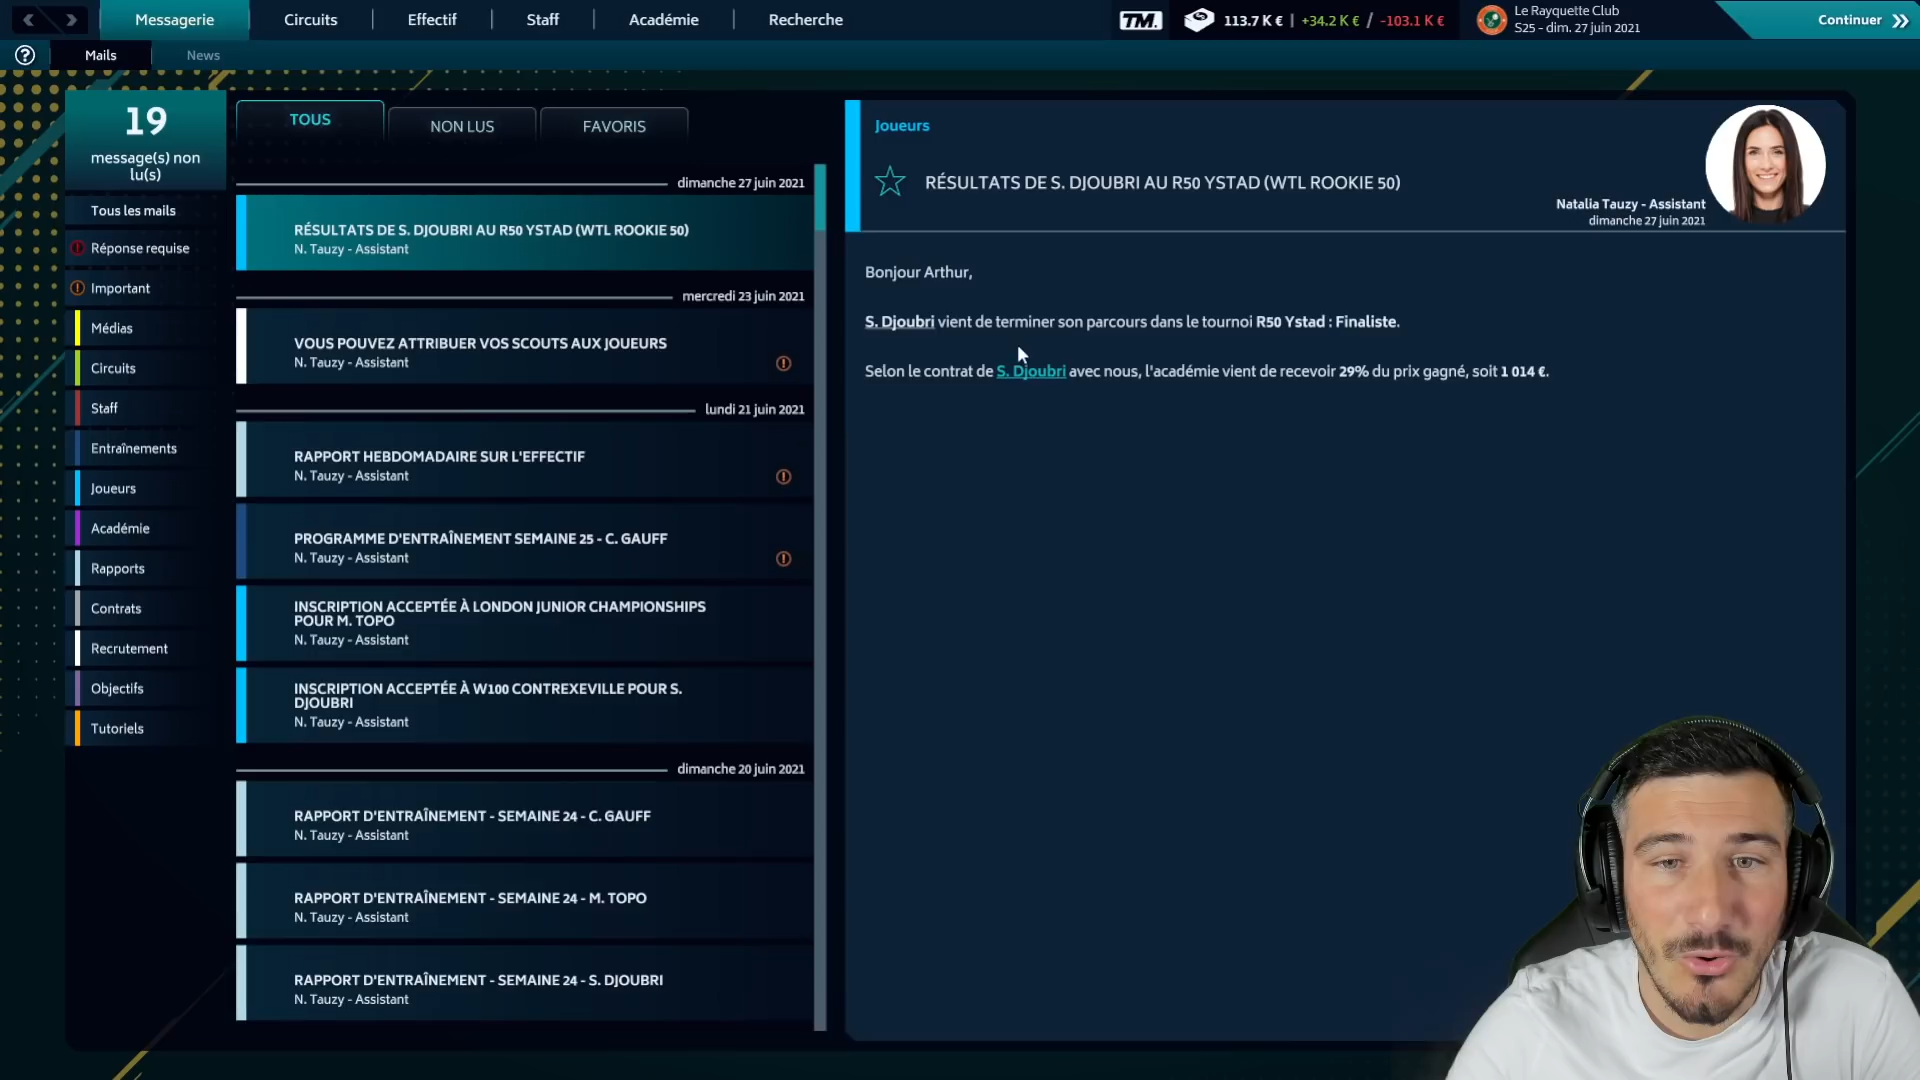 Messagerie
Circuits
Effectif
Staff
Académie
Recherche
TM.
113.7 K € | +34.2 K € / -103.1 K €
Le Rayquette Club
S25 - dim. 27 juin 2021
Continuer
Mails
News
19
message(s) non
lu(s)
Tous les mails
Réponse requise
Important
Médias
Circuits
Staff
Entraînements
Joueurs
Académie
Rapports
Contrats
Recrutement
Objectifs
Tutoriels
TOUS
NON LUS
FAVORIS
dimanche 27 juin 2021
RÉSULTATS DE S. DJOUBRI AU R50 YSTAD (WTL ROOKIE 50)
N. Tauzy - Assistant
mercredi 23 juin 2021
VOUS POUVEZ ATTRIBUER VOS SCOUTS AUX JOUEURS
N. Tauzy - Assistant
lundi 21 juin 2021
RAPPORT HEBDOMADAIRE SUR L'EFFECTIF
N. Tauzy - Assistant
PROGRAMME D'ENTRAÎNEMENT SEMAINE 25 - C. GAUFF
N. Tauzy - Assistant
INSCRIPTION ACCEPTÉE À LONDON JUNIOR CHAMPIONSHIPS
POUR M. TOPO
N. Tauzy - Assistant
INSCRIPTION ACCEPTÉE À W100 CONTREXEVILLE POUR S.
DJOUBRI
N. Tauzy - Assistant
dimanche 20 juin 2021
RAPPORT D'ENTRAÎNEMENT - SEMAINE 24 - C. GAUFF
N. Tauzy - Assistant
RAPPORT D'ENTRAÎNEMENT - SEMAINE 24 - M. TOPO
N. Tauzy - Assistant
RAPPORT D'ENTRAÎNEMENT - SEMAINE 24 - S. DJOUBRI
N. Tauzy - Assistant
Joueurs
RÉSULTATS DE S. DJOUBRI AU R50 YSTAD (WTL ROOKIE 50)
Natalia Tauzy - Assistant
dimanche 27 juin 2021
Bonjour Arthur,
S. Djoubri vient de terminer son parcours dans le tournoi R50 Ystad : Finaliste.
Selon le contrat de S. Djoubri avec nous, l'académie vient de recevoir 29% du prix gagné, soit 1 014 €.